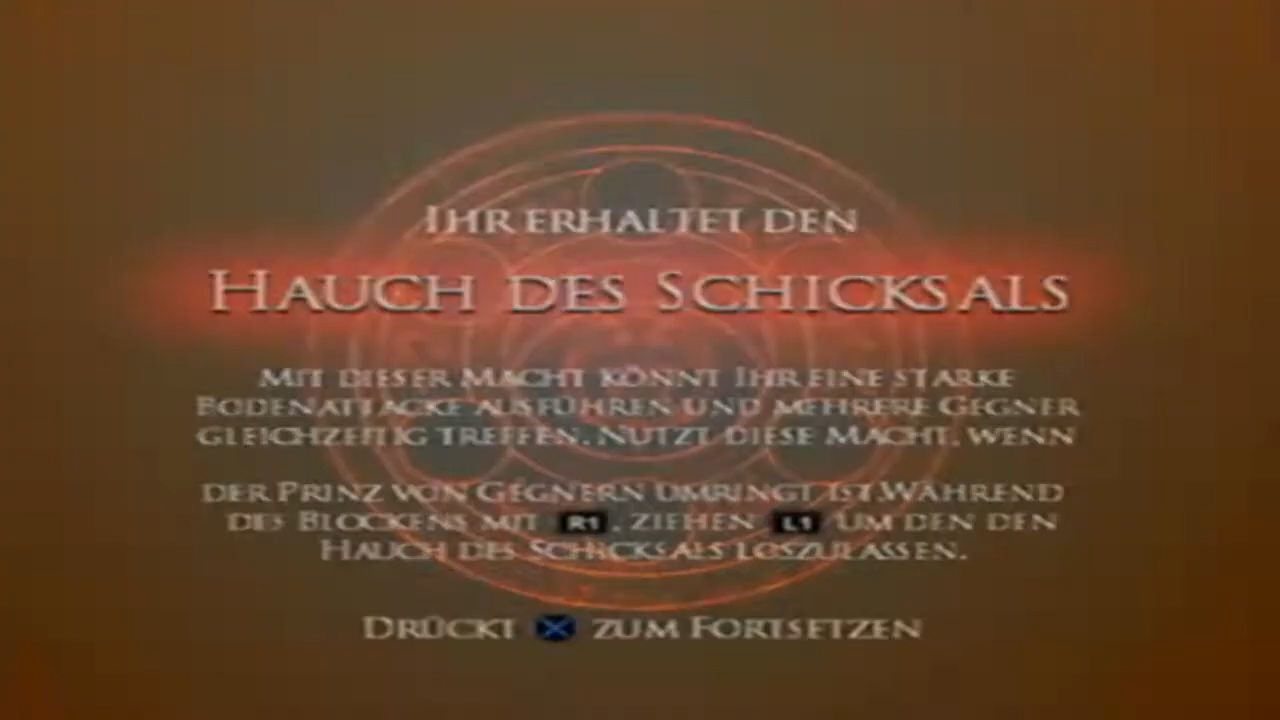 Ihr erhaltet den
Hauch des Schicksals
Mit dieser Macht könnt Ihr eine starke
Bodenattacke ausführen und mehrere Gegner
gleichzeitig treffen. Nutzt diese Macht, wenn
der Prinz von Gegnern umringt ist. Während
des Blockens mit R1, ziehen L1 um den den
Hauch des Schicksals loszulassen.
Drückt X zum Fortsetzen